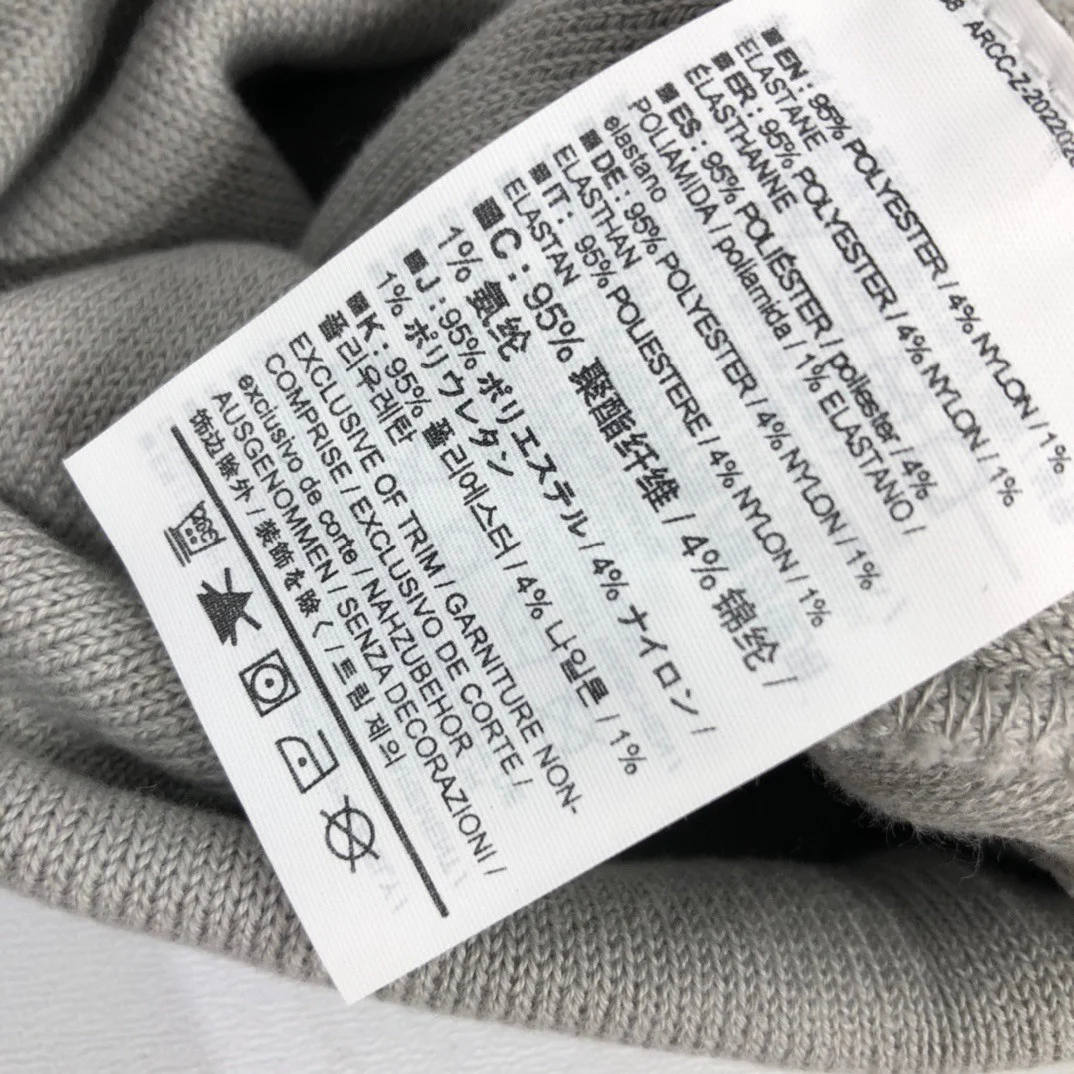 98 ARCC-Z-2022020
EN : 95% POLYESTER / 4% NYLON / 1%
ELASTANE
ER : 95% POLYESTER / 4% NYLON / 1%
ÉLASTHANNE
ES : 95% POLIÉSTER / poliester / 4%
POLIAMIDA / poliamida / 1% ELASTANO /
elastano
DE : 95% POLYESTER / 4% NYLON / 1%
ELASTHAN
IT : 95% POLIESTERE / 4% NYLON / 1%
ELASTAN
C : 95% 聚酯纤维 / 4% 锦纶 /
1% 氨纶
J : 95% ポリエステル / 4% ナイロン /
1% ポリウレタン
K : 95% 폴리에스터 / 4% 나일론 / 1%
폴리우레탄
EXCLUSIVE OF TRIM / GARNITURE NON-
COMPRISE / EXCLUSIVO DE CORTE /
exclusivo de corte / NAHZUBEHOR
AUSGENOMMEN / SENZA DECORAZIONI /
饰边除外 / 装飾を除く / 트림 제외